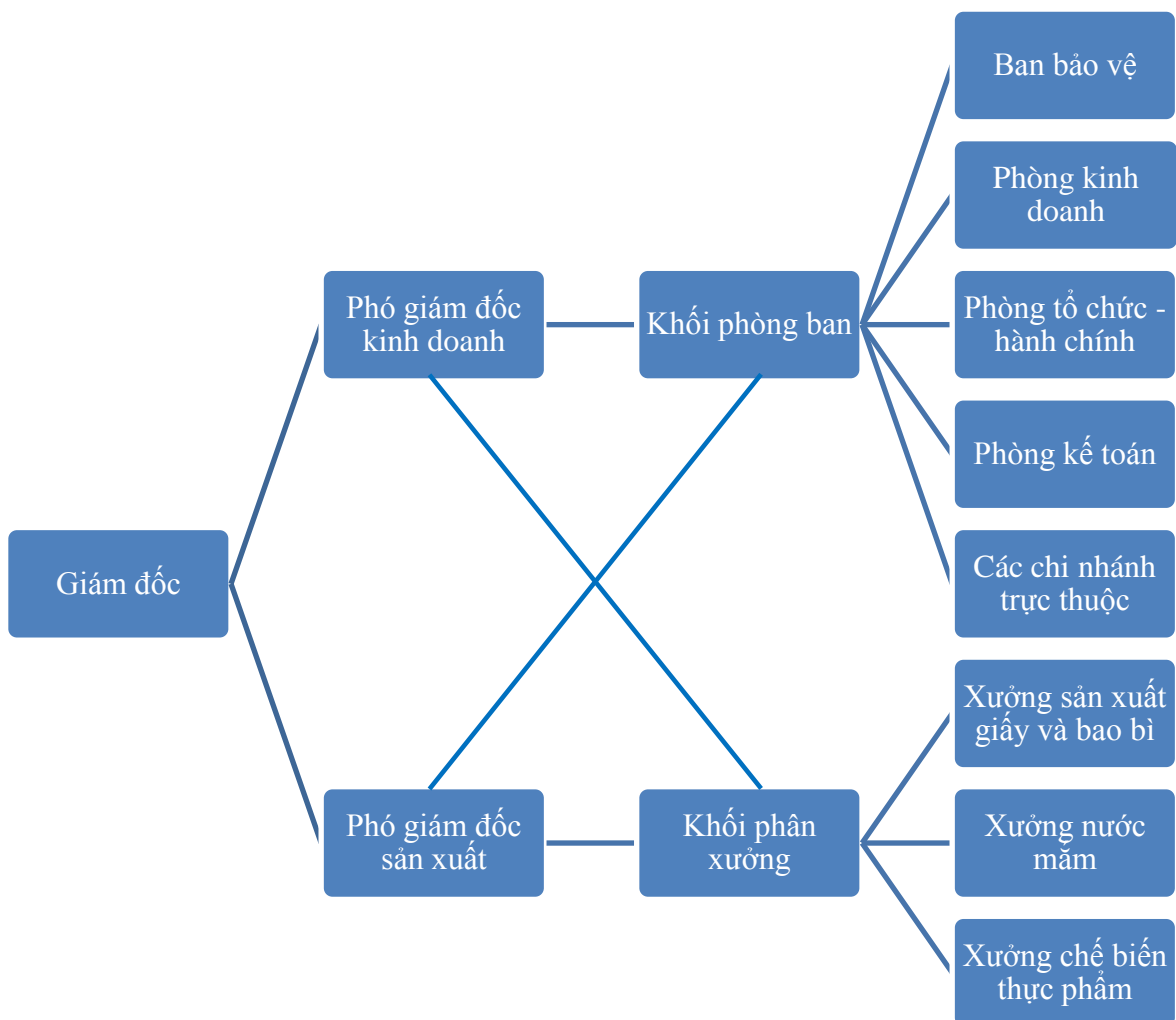 Ban bảo vệ
Phòng kinh
doanh
Phó giám đốc
kinh doanh
Khối phòng ban
Phòng tổ chức -
hành chính
Phòng kế toán
Giám đốc
Các chi nhánh
trực thuộc
Xưởng sản xuất
giấy và bao bì
Phó giám đốc
sản xuất
Khối phân
xưởng
Xưởng nước
mắm
Xưởng chế biến
thực phẩm